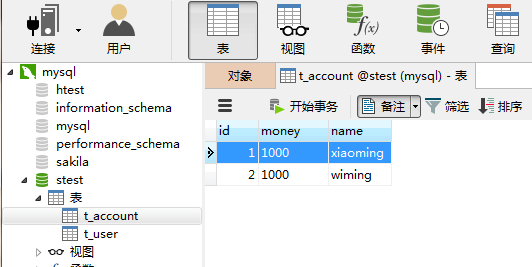 连接 用户 表 视图 函数 事件 查询
mysql
htest
information_schema
mysql
performance_schema
sakila
stest
表
t_account
t_user
视图
对象 t_account @stest (mysql) - 表
开始事务 备注 筛选 排序
id money name
1 1000 xiaoming
2 1000 wiming